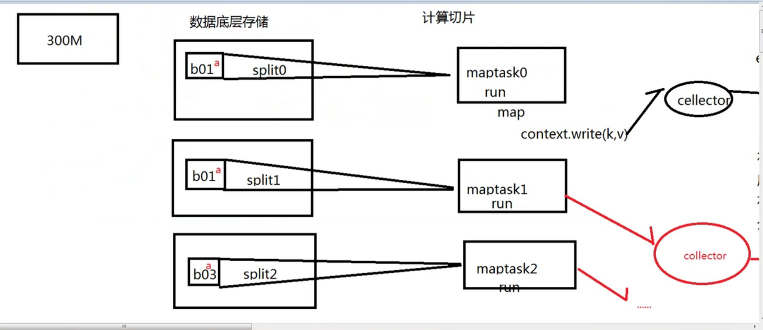 数据底层存储
计算切片
300M
b01 a
split0
maptask0
run
map
context.write(k,v)
cellector
b01 a
split1
maptask1
run
collector
b03 a
split2
maptask2
run
......